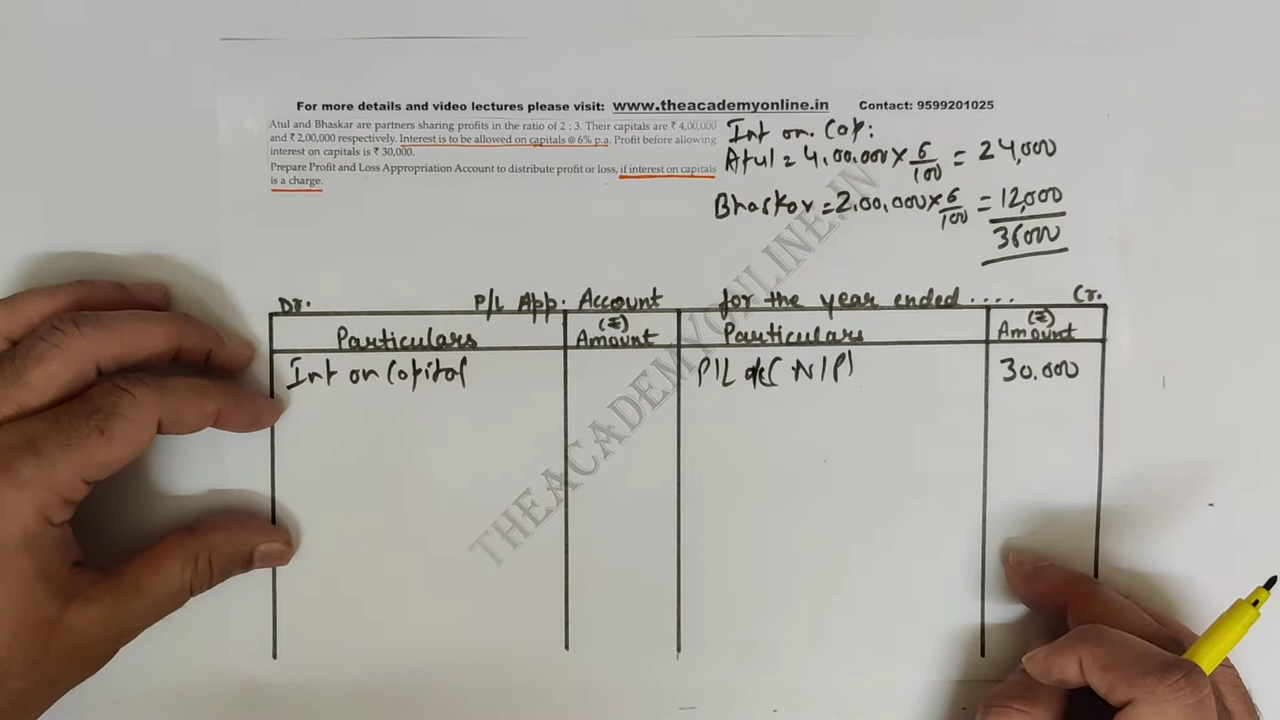 For more details and video lectures please visit: www.theacademyonline.in Contact: 9599201025
Atul and Bhaskar are partners sharing profits in the ratio of 2 : 3. Their capitals are ₹ 4,00,000
and ₹ 2,00,000 respectively. Interest is to be allowed on capitals @ 6% p.a. Profit before allowing
interest on capitals is ₹ 30,000.
Prepare Profit and Loss Appropriation Account to distribute profit or loss, if interest on capitals
is a charge.
Int on. Cap:
Atul = 4,00,000 × 6/100 = 24,000
Bhaskar = 2,00,000 × 6/100 = 12,000
36000
Dr. P/L App. Account for the year ended .... Cr.
Particulars (₹) Amount Particulars (₹) Amount
Int on Capital P/L a/c (N/P) 30,000
THEACADEMYONLINE.IN